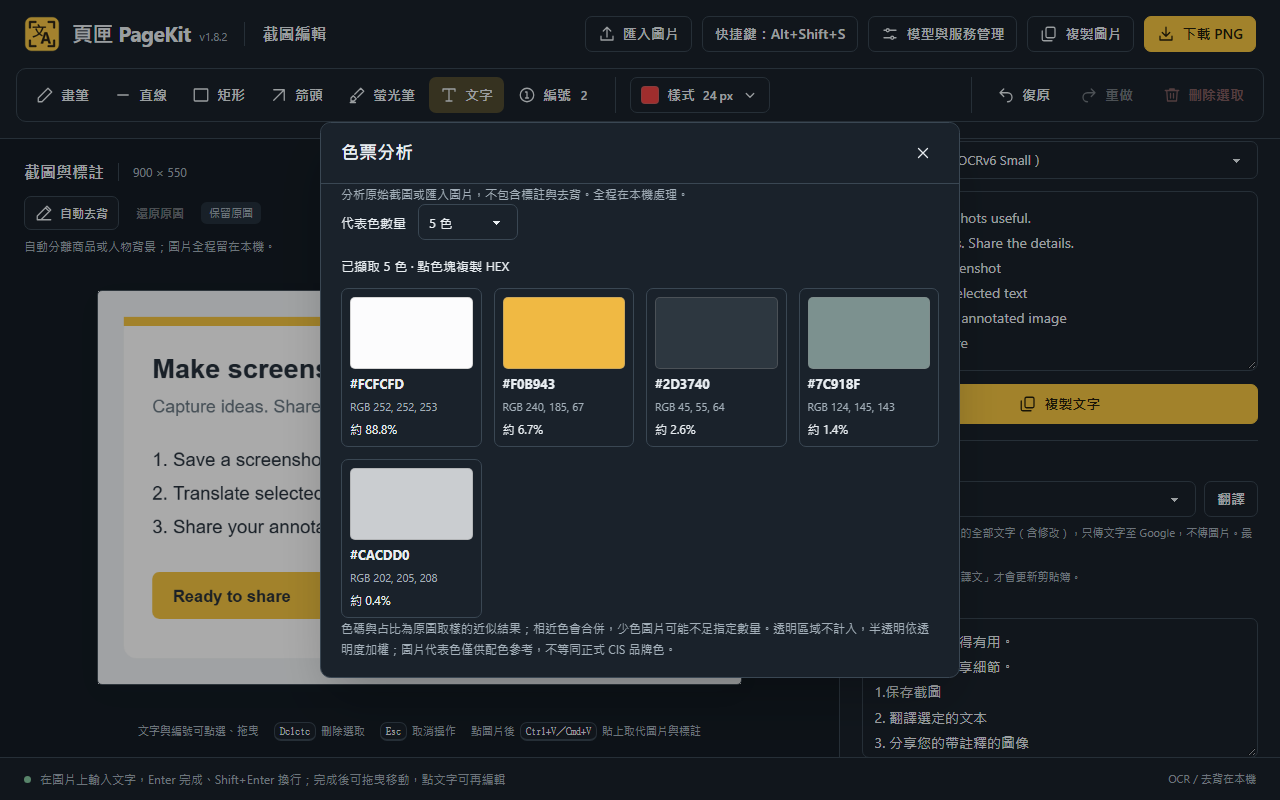 頁匣 PageKit v1.8.2 截圖編輯
匯入圖片
快捷鍵：Alt+Shift+S
模型與服務管理
複製圖片
下載 PNG
畫筆
直線
矩形
箭頭
螢光筆
文字
編號 2
樣式 24 px
復原
重做
刪除選取
截圖與標註 900 × 550
自動去背
還原原圖
保留原圖
自動分離商品或人物背景；圖片全程留在本機。
Make screens
Capture ideas. Share
1. Save a screensho
2. Translate selected
3. Share your annota
Ready to share
文字與編號可點選、拖曳 Delete 刪除選取 Esc 取消操作 點圖片後 Ctrl+V／Cmd+V 貼上取代圖片與標註
色票分析
分析原始截圖或匯入圖片，不包含標註與去背。全程在本機處理。
代表色數量 5 色
已擷取 5 色 · 點色塊複製 HEX
#FCFCFD
RGB 252, 252, 253
約 88.8%
#F0B943
RGB 240, 185, 67
約 6.7%
#2D3740
RGB 45, 55, 64
約 2.6%
#7C918F
RGB 124, 145, 143
約 1.4%
#CACDD0
RGB 202, 205, 208
約 0.4%
色碼與占比為原圖取樣的近似結果；相近色會合併，少色圖片可能不足指定數量。透明區域不計入，半透明依透
明度加權；圖片代表色僅供配色參考，不等同正式 CIS 品牌色。
OCRv6 Small )
hots useful.
s. Share the details.
enshot
elected text
annotated image
re
複製文字
翻譯
的全部文字（含修改），只傳文字至 Google，不傳圖片。最
譯文」才會更新剪貼簿。
得有用。
享細節。
1.保存截圖
2. 翻譯選定的文本
3. 分享您的帶註釋的圖像
在圖片上輸入文字，Enter 完成、Shift+Enter 換行；完成後可拖曳移動，點文字可再編輯
OCR / 去背在本機